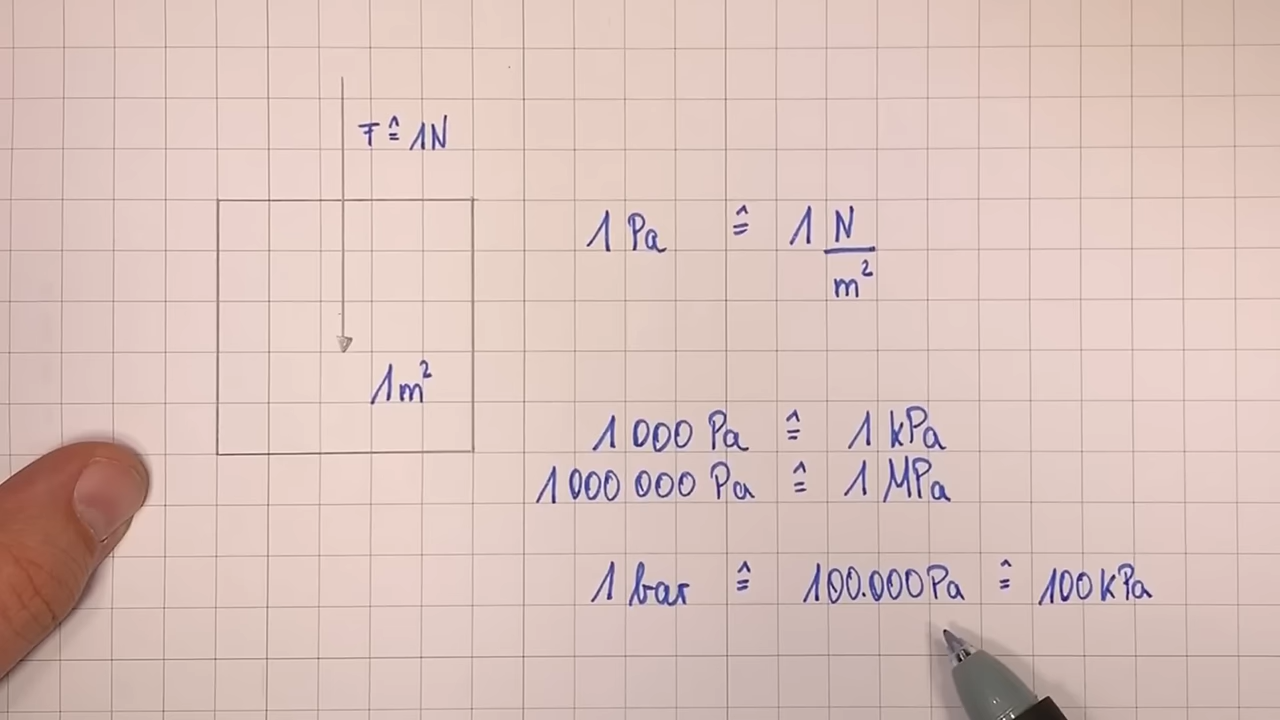 F ≙ 1N
1 Pa ≙ 1 N/m²
1m²
1 000 Pa ≙ 1 kPa
1 000 000 Pa ≙ 1 MPa
1 bar ≙ 100.000 Pa ≙ 100 kPa